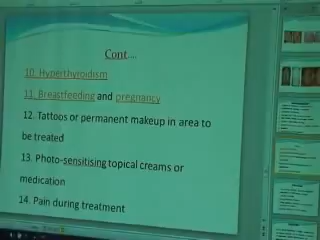 Cont....
10. Hyperthyroidism
11. Breastfeeding and pregnancy
12. Tattoos or permanent makeup in area to
be treated
13. Photo-sensitising topical creams or
medication
14. Pain during treatment